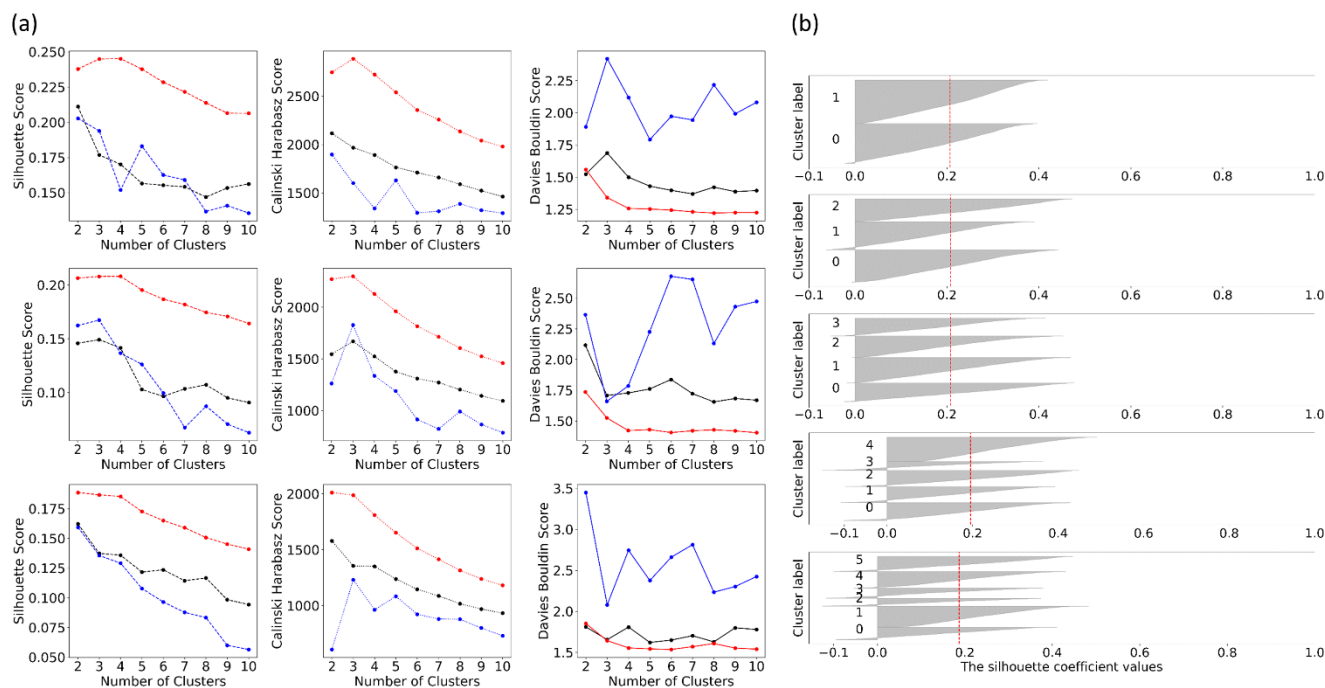 (a)
(b)
0.250
0.225
0.200
0.175
0.150
Silhouette Score
2 3 4 5 6 7 8 9 10
Number of Clusters
2500
2000
1500
Calinski Harabasz Score
2 3 4 5 6 7 8 9 10
Number of Clusters
2.25
2.00
1.75
1.50
1.25
Davies Bouldin Score
2 3 4 5 6 7 8 9 10
Number of Clusters
0.20
0.15
0.10
Silhouette Score
2 3 4 5 6 7 8 9 10
Number of Clusters
2000
1500
1000
Calinski Harabasz Score
2 3 4 5 6 7 8 9 10
Number of Clusters
2.50
2.25
2.00
1.75
1.50
Davies Bouldin Score
2 3 4 5 6 7 8 9 10
Number of Clusters
0.175
0.150
0.125
0.100
0.075
0.050
Silhouette Score
2 3 4 5 6 7 8 9 10
Number of Clusters
2000
1500
1000
Calinski Harabasz Score
2 3 4 5 6 7 8 9 10
Number of Clusters
3.5
3.0
2.5
2.0
1.5
Davies Bouldin Score
2 3 4 5 6 7 8 9 10
Number of Clusters
Cluster label
1
0
−0.1 0.0 0.2 0.4 0.6 0.8 1.0
Cluster label
2
1
0
−0.1 0.0 0.2 0.4 0.6 0.8 1.0
Cluster label
3
2
1
0
−0.1 0.0 0.2 0.4 0.6 0.8 1.0
Cluster label
4
3
2
1
0
−0.1 0.0 0.2 0.4 0.6 0.8 1.0
Cluster label
5
4
3
2
1
0
−0.1 0.0 0.2 0.4 0.6 0.8 1.0
The silhouette coefficient values